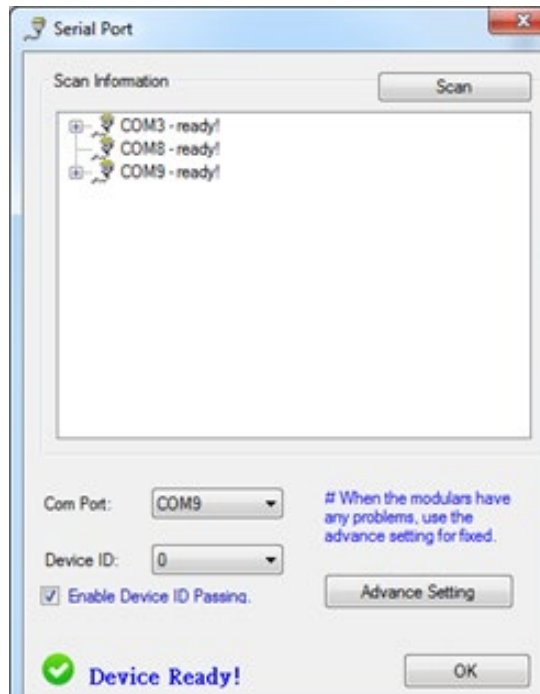 Serial Port
Scan Information
Scan
COM3 - ready!
COM8 - ready!
COM9 - ready!
Com Port:
COM9
# When the modulars have
any problems, use the
advance setting for fixed.
Device ID:
0
Enable Device ID Passing.
Advance Setting
Device Ready!
OK